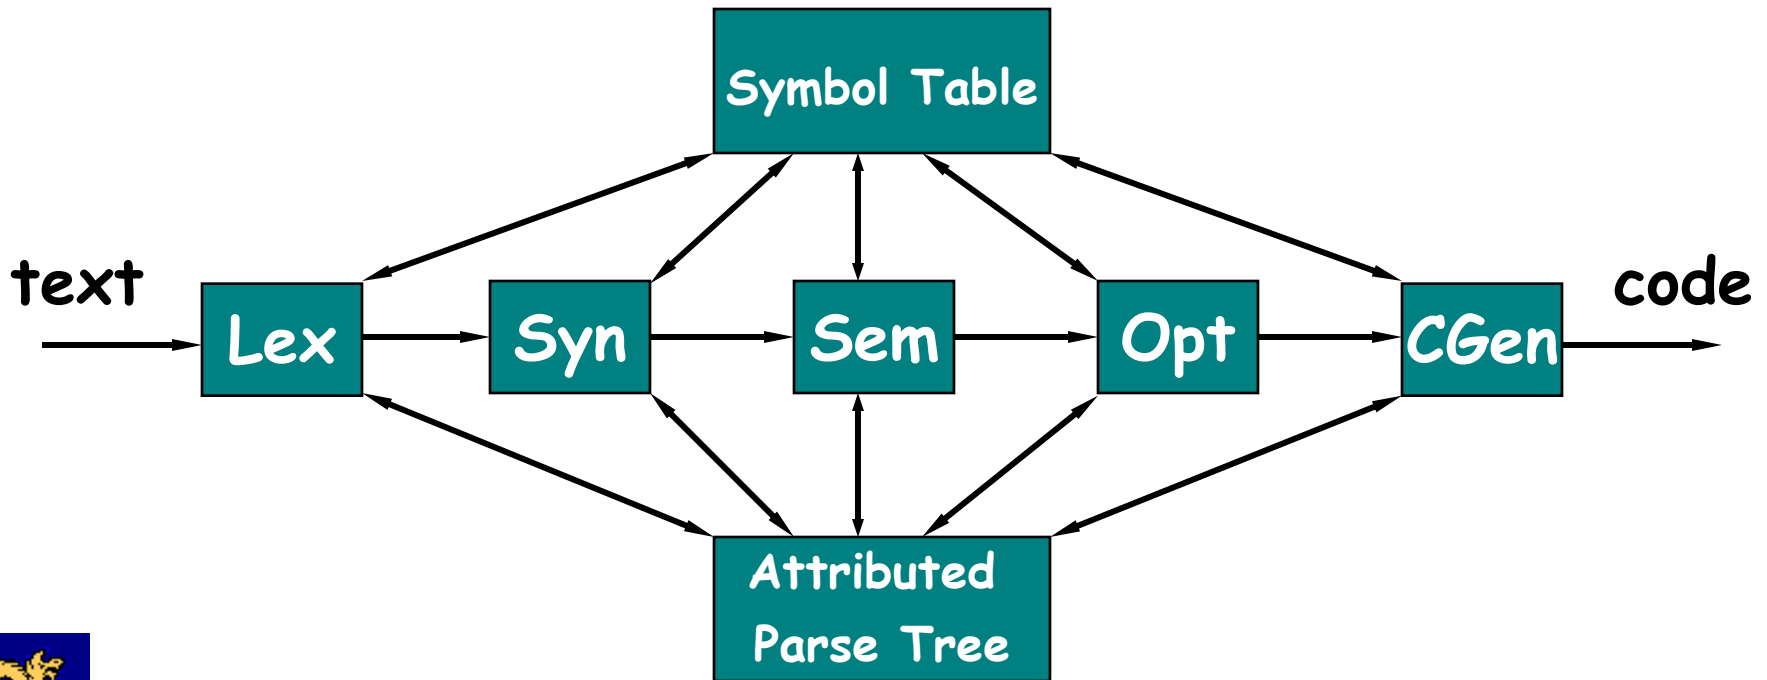 Symbol Table
text
code
Lex
Syn
Sem
Opt
CGen
Attributed
Parse Tree